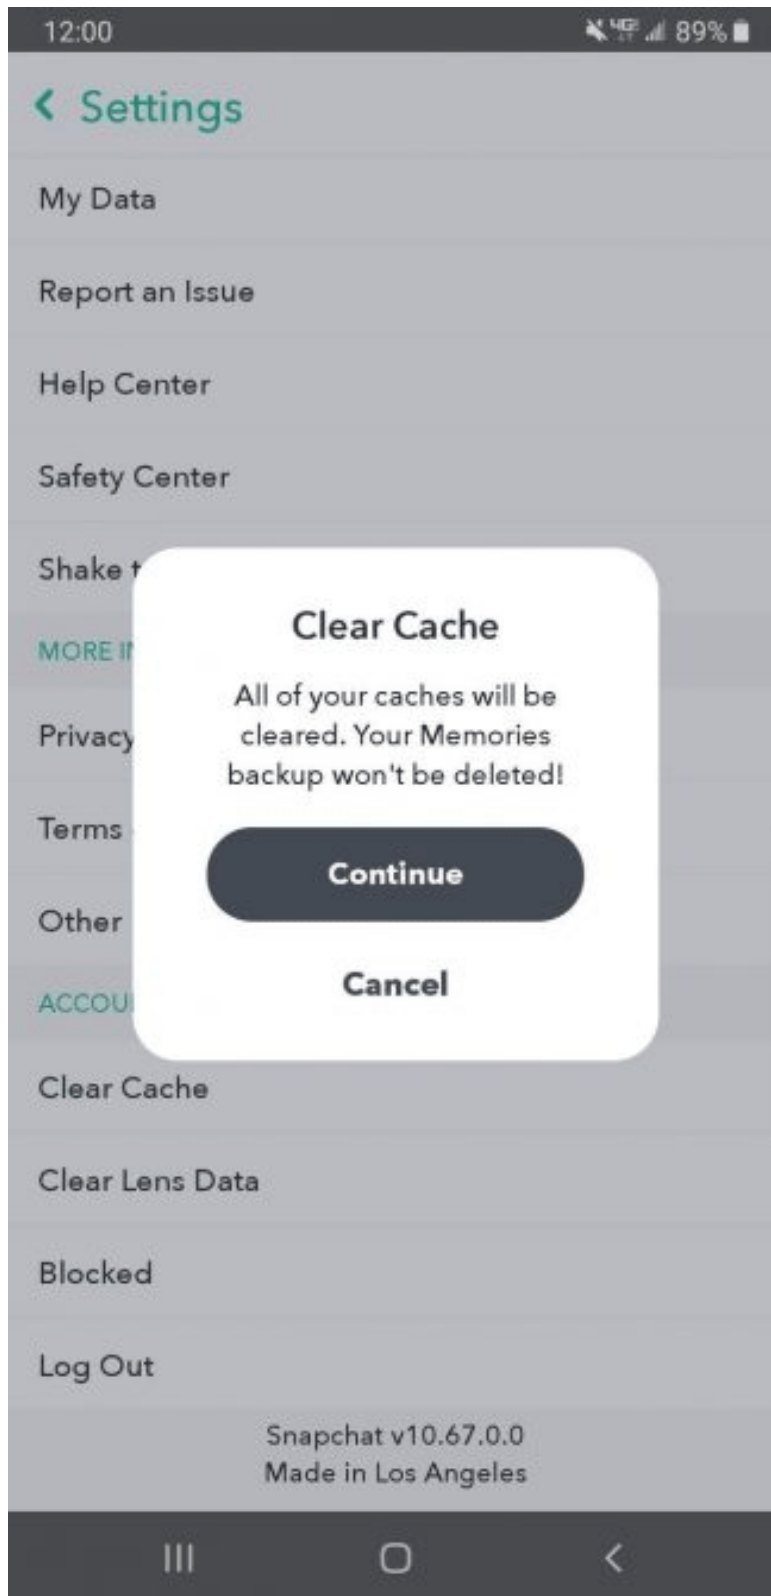 12:00
89%
Settings
My Data
Report an Issue
Help Center
Safety Center
Shake
Clear Cache
MORE
All of your caches will be
Privacy
cleared. Your Memories
backup won't be deleted!
Terms
Continue
Other
Cancel
Clear Cache
Clear Lens Data
Blocked
Log Out
Snapchat v10.67.0.0
Made in Los Angeles